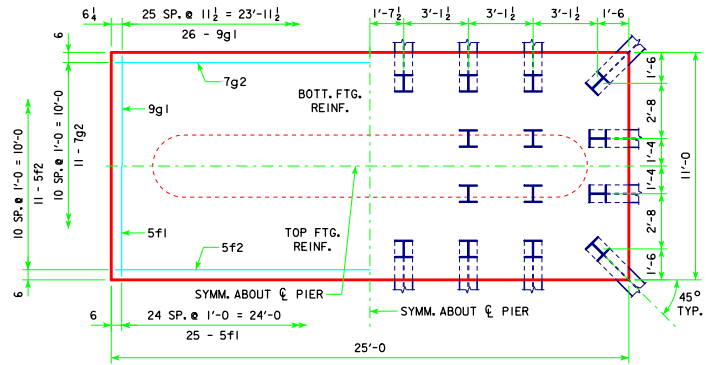 6¼ 25 SP. @ 11½ = 23'-11½
26 - 9g1
1'-7½ 3'-1½ 3'-1½ 3'-1½ 1'-6
6
7g2
BOTT. FTG.
REINF.
9g1
10 SP. @ 1'-0 = 10'-0
11 - 5f2
10 SP. @ 1'-0 = 10'-0
11 - 7g2
1'-6
2'-8
1'-4
1'-4
2'-8
1'-6
11'-0
5f1
TOP FTG.
REINF.
5f2
6
SYMM. ABOUT ℄ PIER
SYMM. ABOUT ℄ PIER
45°
TYP.
6 24 SP. @ 1'-0 = 24'-0
25 - 5f1
25'-0